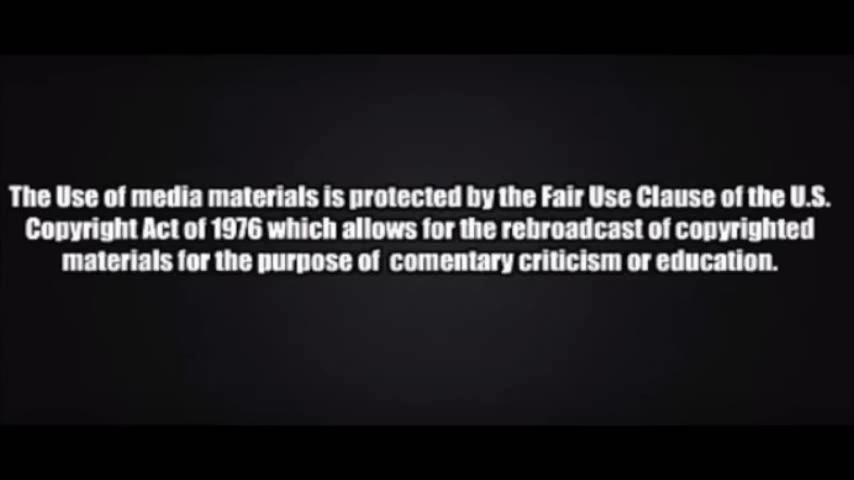 The Use of media materials is protected by the Fair Use Clause of the U.S.
Copyright Act of 1976 which allows for the rebroadcast of copyrighted
materials for the purpose of comentary criticism or education.